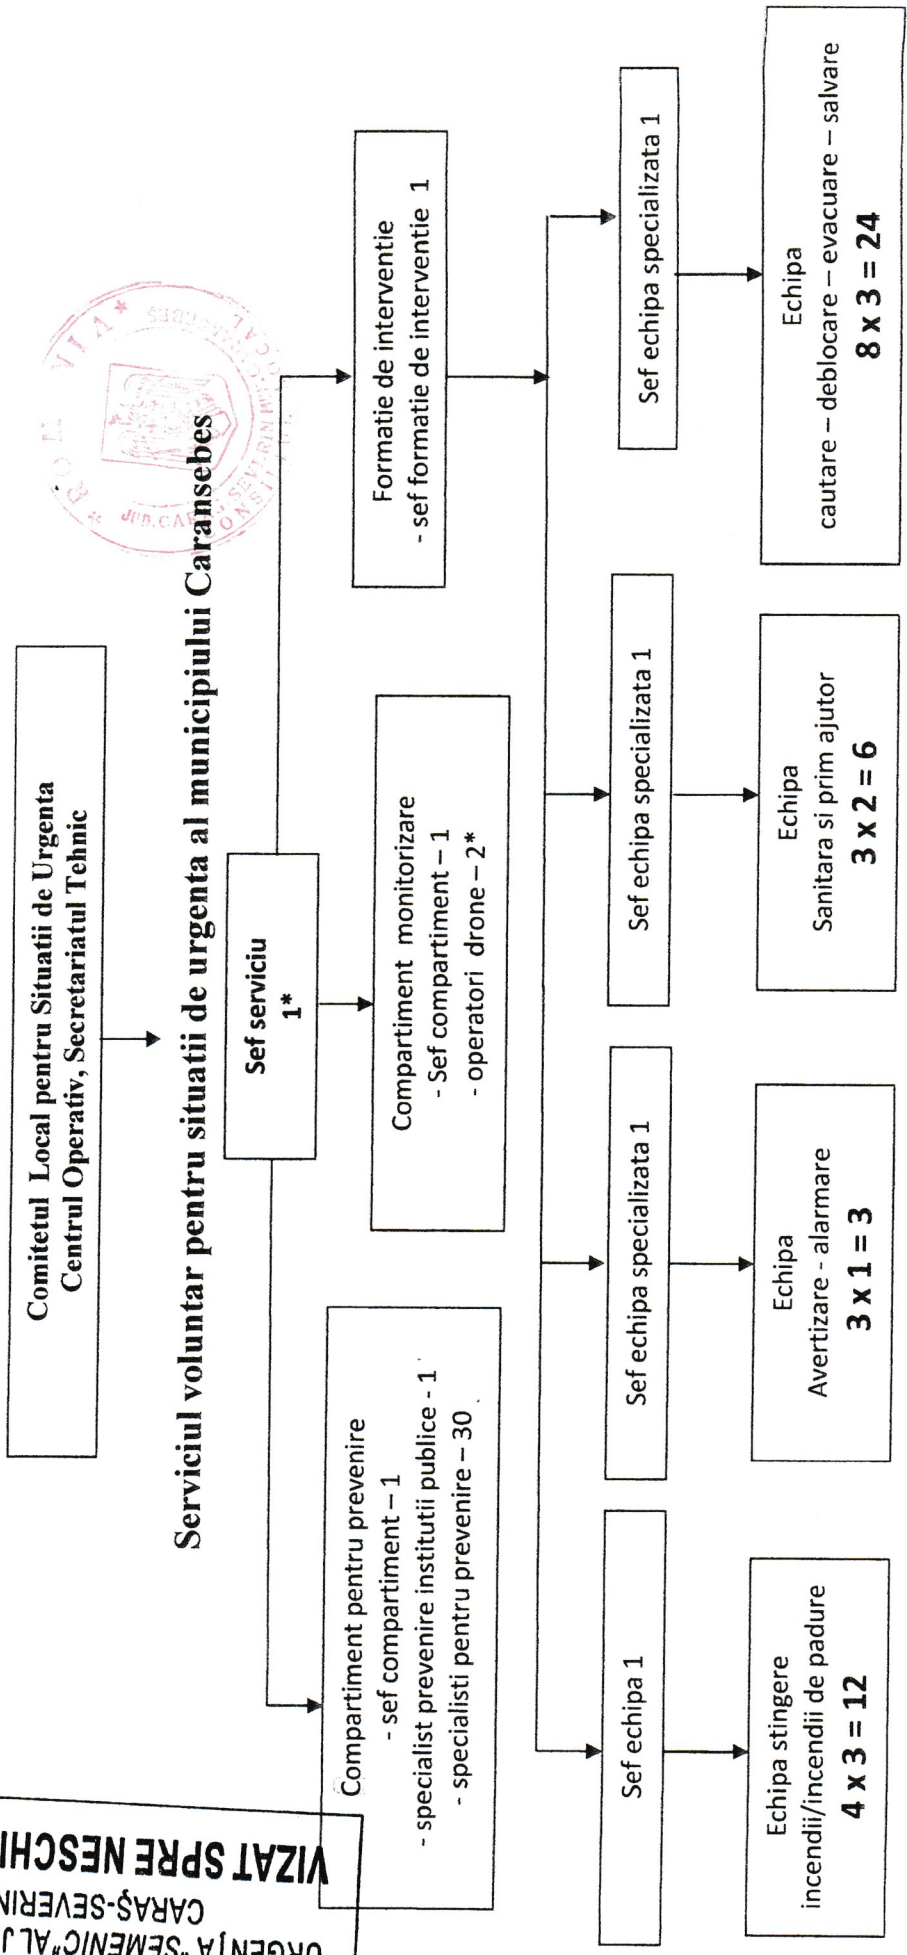 Comitetul Local pentru Situatii de Urgenta
Centrul Operativ, Secretariatul Tehnic
Serviciul voluntar pentru situatii de urgenta al municipiului Caransebes
Sef serviciu
1*
Compartiment pentru prevenire
- sef compartiment – 1
- specialist prevenire institutii publice - 1
- specialisti pentru prevenire – 30
Compartiment monitorizare
- Sef compartiment – 1
- operatori drone – 2*
Formatie de interventie
- sef formatie de interventie 1
Sef echipa 1
Sef echipa specializata 1
Sef echipa specializata 1
Sef echipa specializata 1
Echipa stingere
incendii/incendii de padure
4 x 3 = 12
Echipa
Avertizare - alarmare
3 x 1 = 3
Echipa
Sanitara si prim ajutor
3 x 2 = 6
Echipa
cautare – deblocare – evacuare – salvare
8 x 3 = 24
"SEMENIC" AL J
CARAŞ-SEVERIN
VIZAT SPRE
JUD.CARAŞ SEVERIN